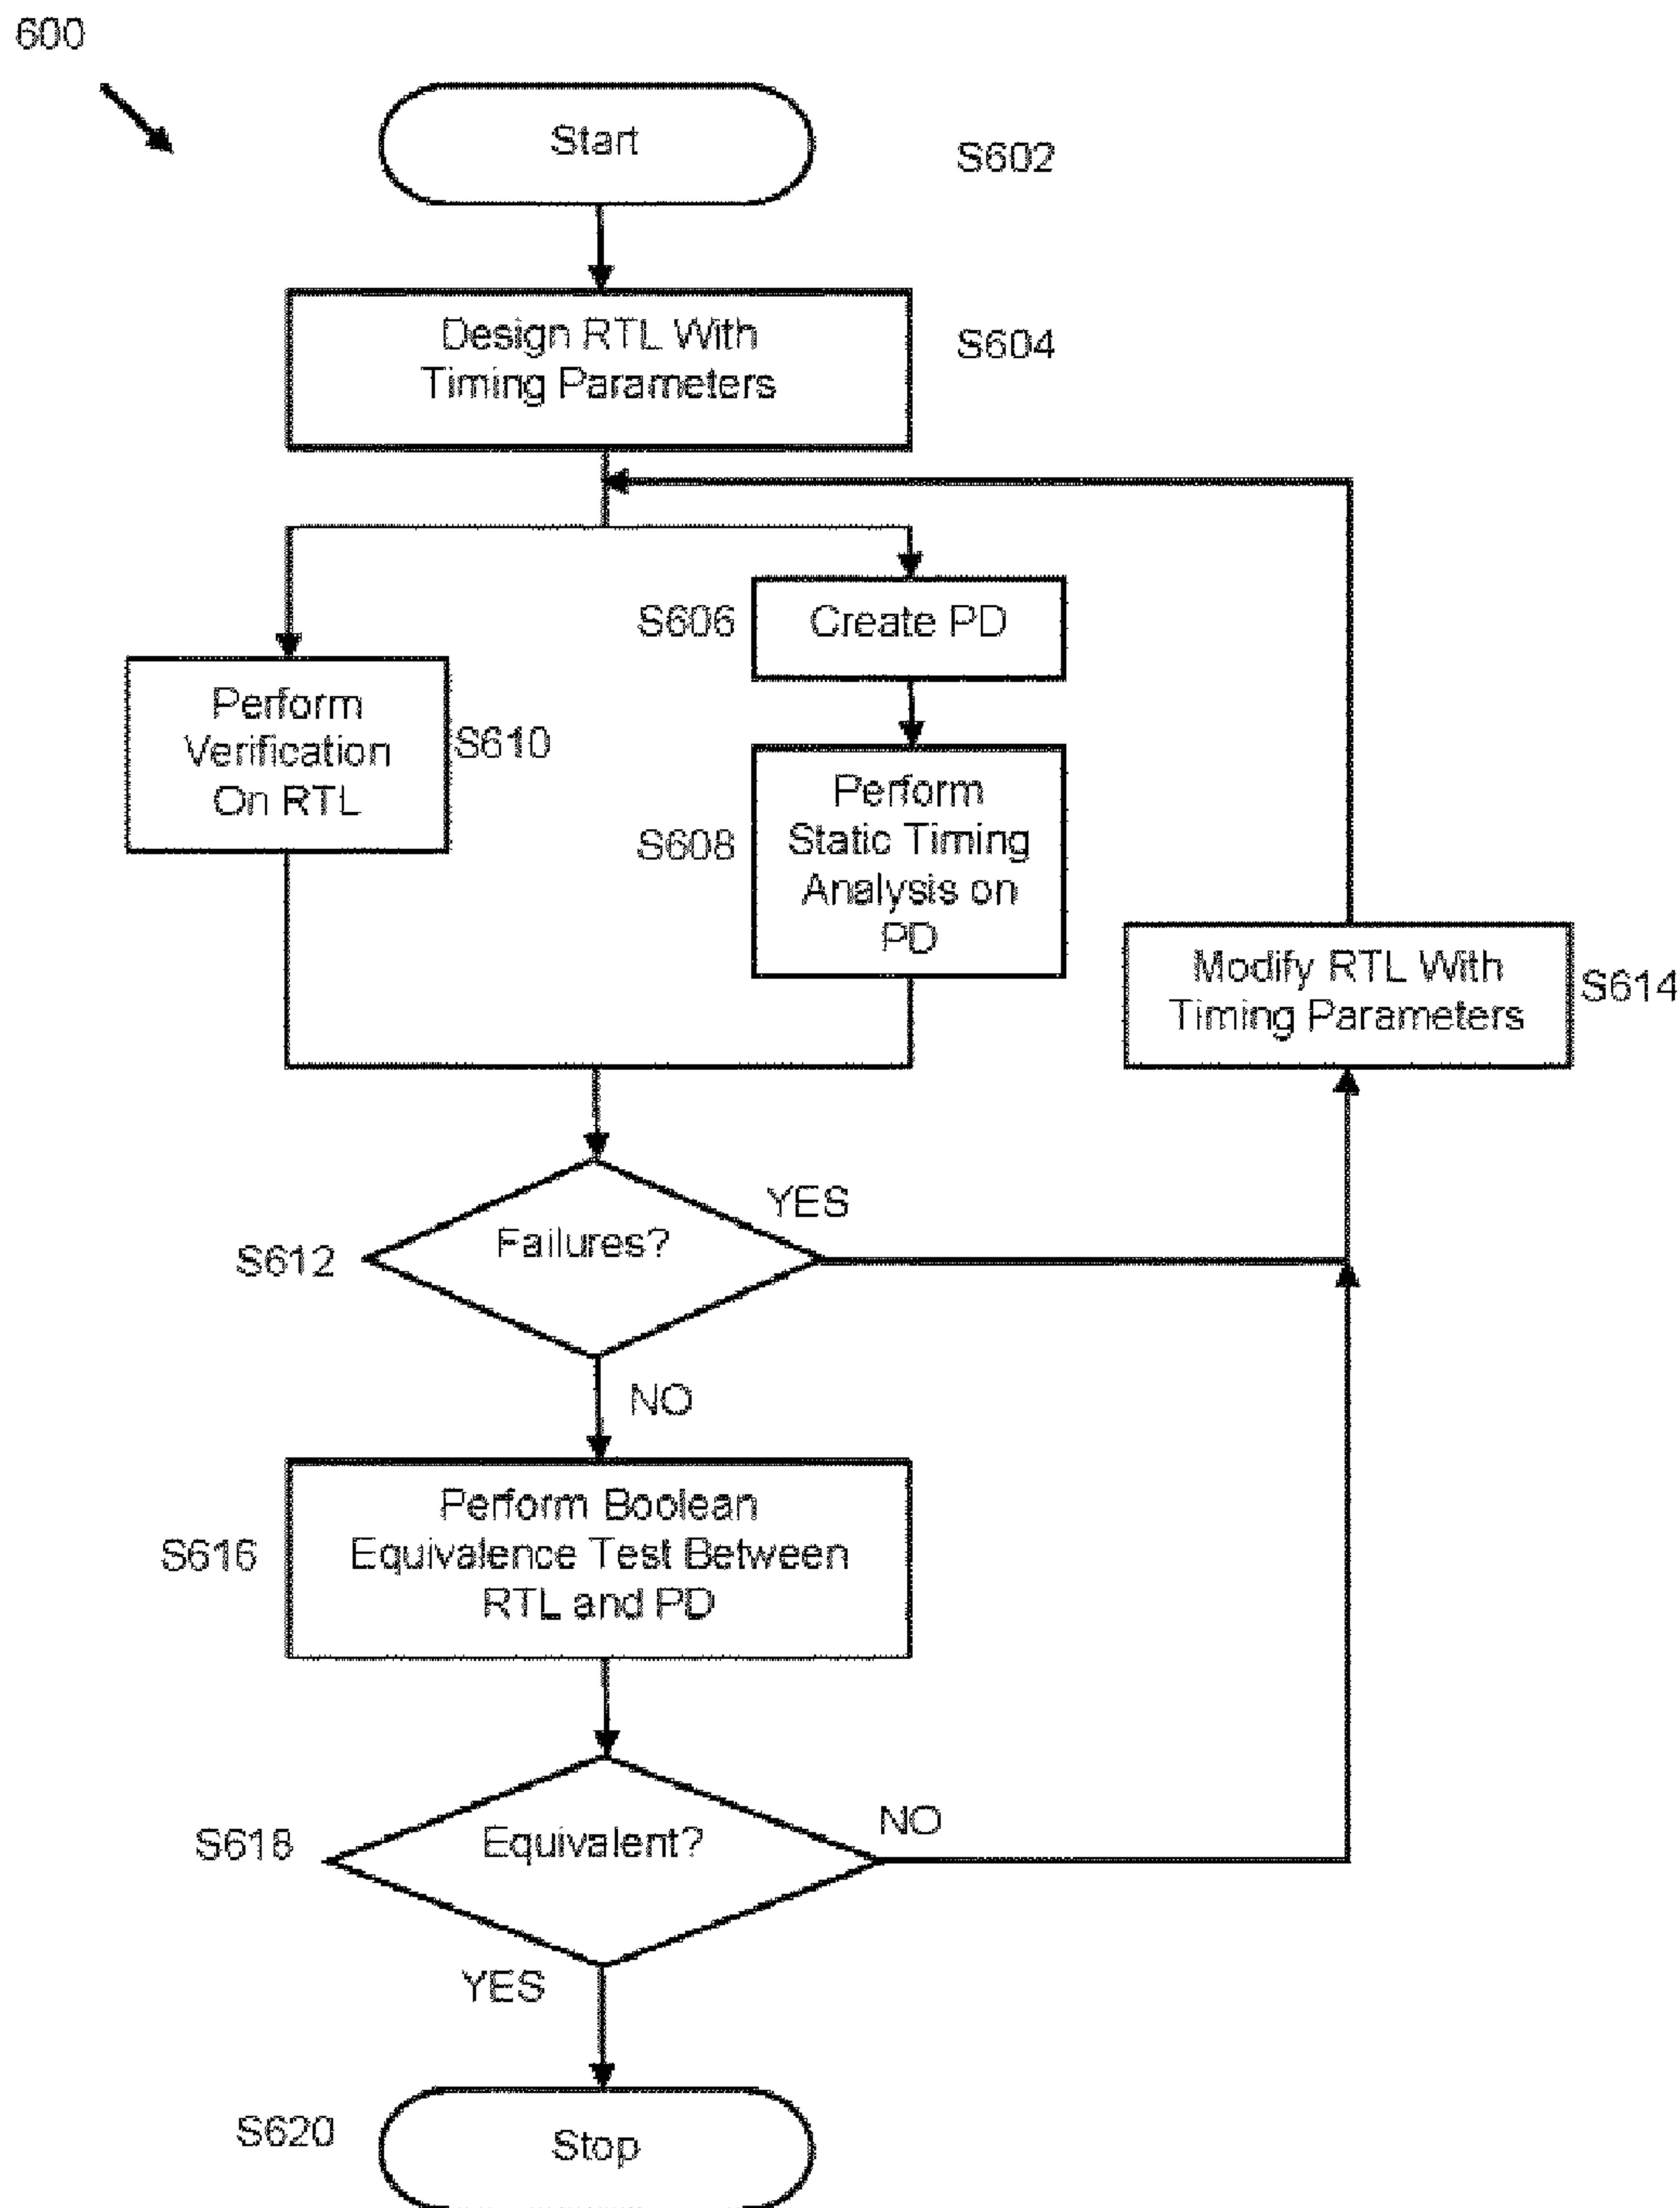 600
Start
S602
Design RTL With
Timing Parameters
S604
S606
Create PD
Perform
Verification
On RTL
S610
S608
Perform
Static Timing
Analysis on
PD
Modify RTL With
Timing Parameters
S614
YES
Failures?
S612
NO
Perform Boolean
Equivalence Test Between
RTL and PD
S616
NO
Equivalent?
S618
YES
S620
Stop